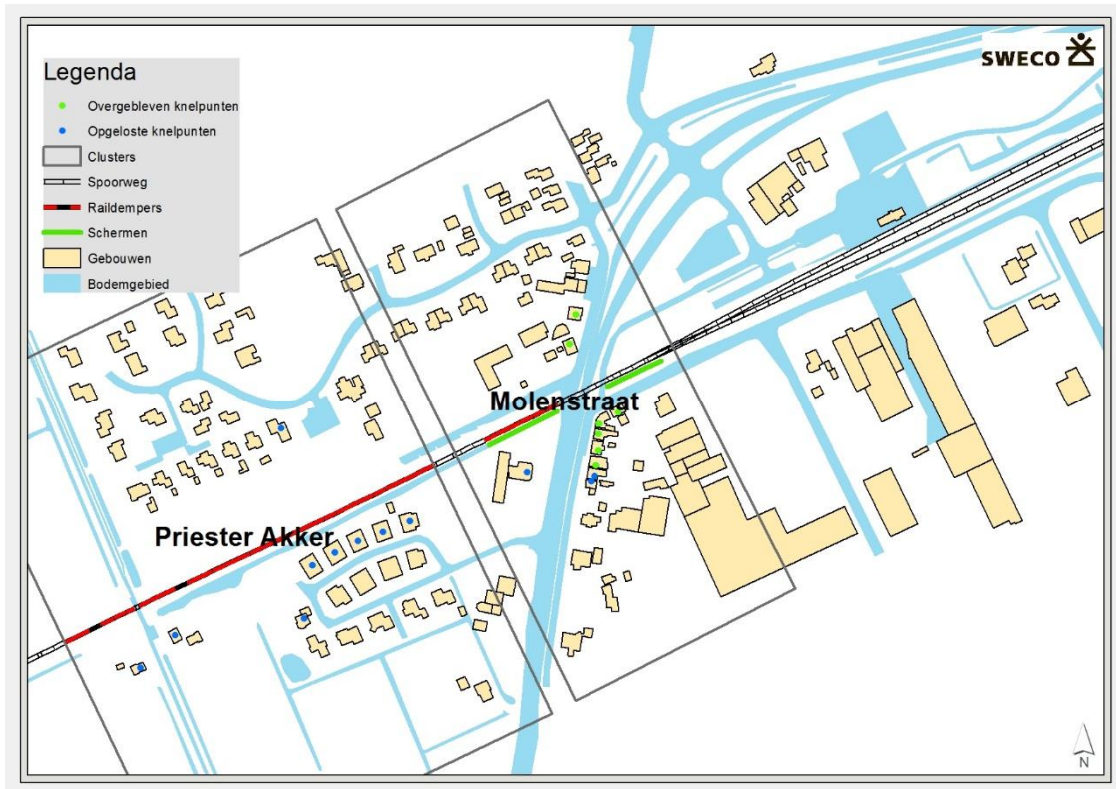 Legenda
Overgebleven knelpunten
Opgeloste knelpunten
Clusters
Spoorweg
Raildempers
Schermen
Gebouwen
Bodemgebied
SWECO
Molenstraat
Priester Akker
N